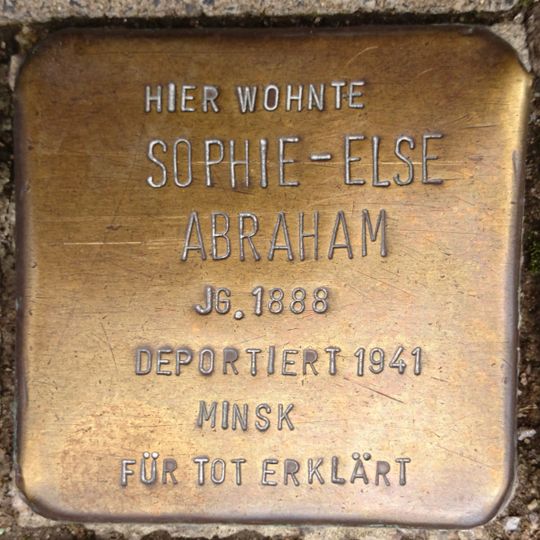 HIER WOHNTE
SOPHIE-ELSE
ABRAHAM
JG. 1888
DEPORTIERT 1941
MINSK
FÜR TOT ERKLÄRT